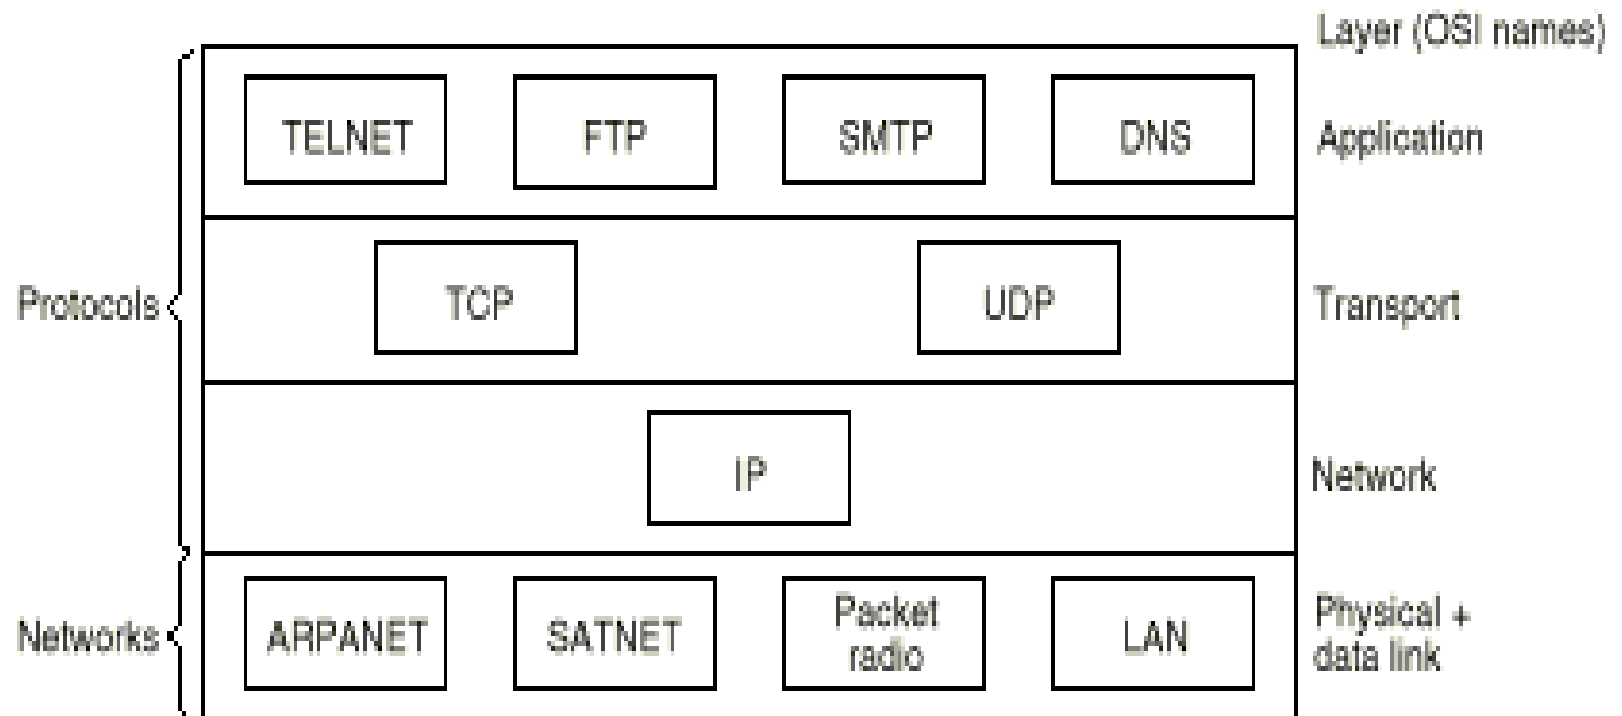 Layer (OSI names)
TELNET
FTP
SMTP
DNS
Application
Protocols
TCP
UDP
Transport
IP
Network
Networks
ARPANET
SATNET
Packet
radio
LAN
Physical +
data link